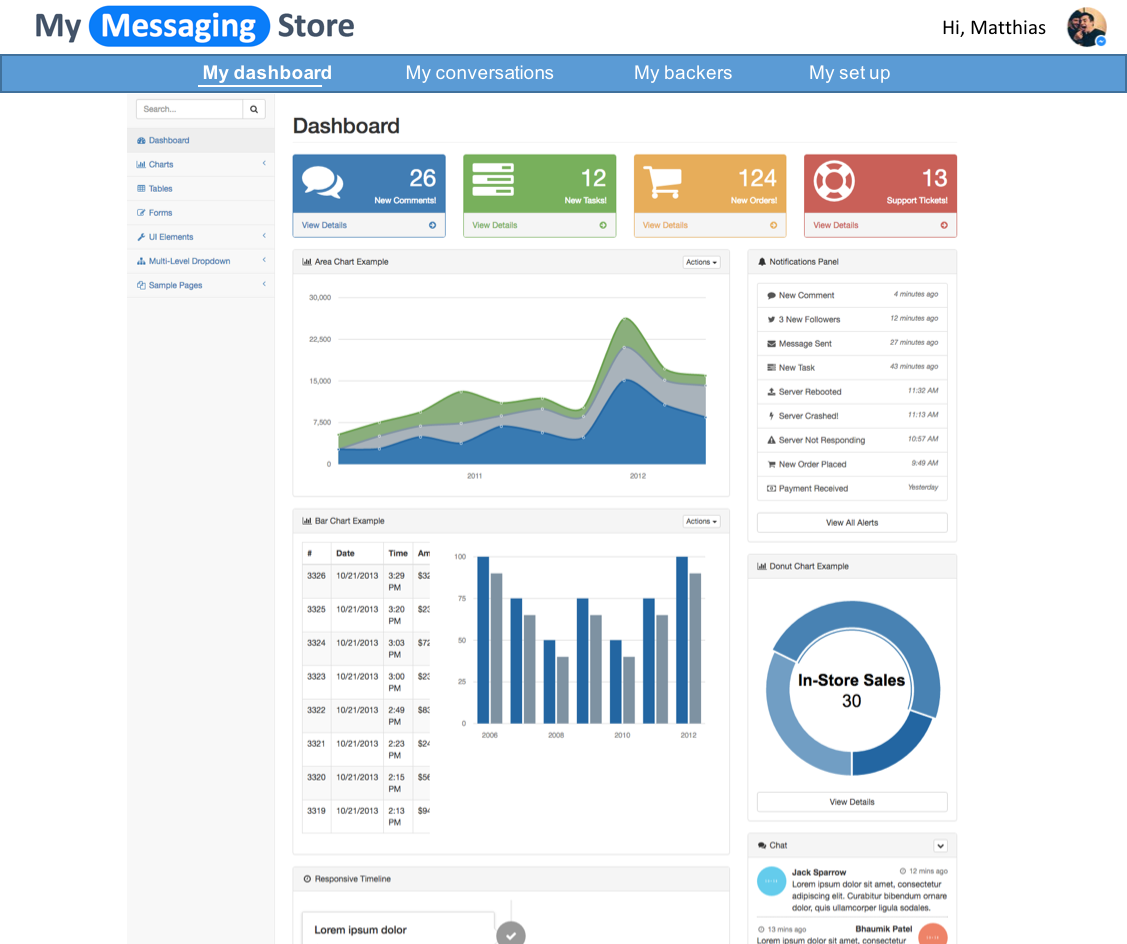 My Messaging Store
Hi, Matthias
My dashboard My conversations My backers My set up
Search...
Dashboard
Charts
Tables
Forms
UI Elements
Multi-Level Dropdown
Sample Pages
Dashboard
26
New Comments!
View Details
12
New Tasks!
View Details
124
New Orders!
View Details
13
Support Tickets!
View Details
Area Chart Example
Actions
30,000
22,500
15,000
7,500
0
2011 2012
Notifications Panel
New Comment 4 minutes ago
3 New Followers 12 minutes ago
Message Sent 27 minutes ago
New Task 43 minutes ago
Server Rebooted 11:32 AM
Server Crashed! 11:13 AM
Server Not Responding 10:57 AM
New Order Placed 9:49 AM
Payment Received Yesterday
View All Alerts
Bar Chart Example
Actions
# Date Time Am
3326 10/21/2013 3:29 $32
PM
3325 10/21/2013 3:20 $23
PM
3324 10/21/2013 3:03 $72
PM
3323 10/21/2013 3:00 $23
PM
3322 10/21/2013 2:49 $83
PM
3321 10/21/2013 2:23 $24
PM
3320 10/21/2013 2:15 $56
PM
3319 10/21/2013 2:13 $94
PM
100
75
50
25
0
2006 2008 2010 2012
Donut Chart Example
In-Store Sales
30
View Details
Responsive Timeline
Lorem ipsum dolor
Chat
Jack Sparrow 12 mins ago
Lorem ipsum dolor sit amet, consectetur
adipiscing elit. Curabitur bibendum ornare
dolor, quis ullamcorper ligula sodales.
13 mins ago Bhaumik Patel
Lorem ipsum dolor sit amet, consectetur